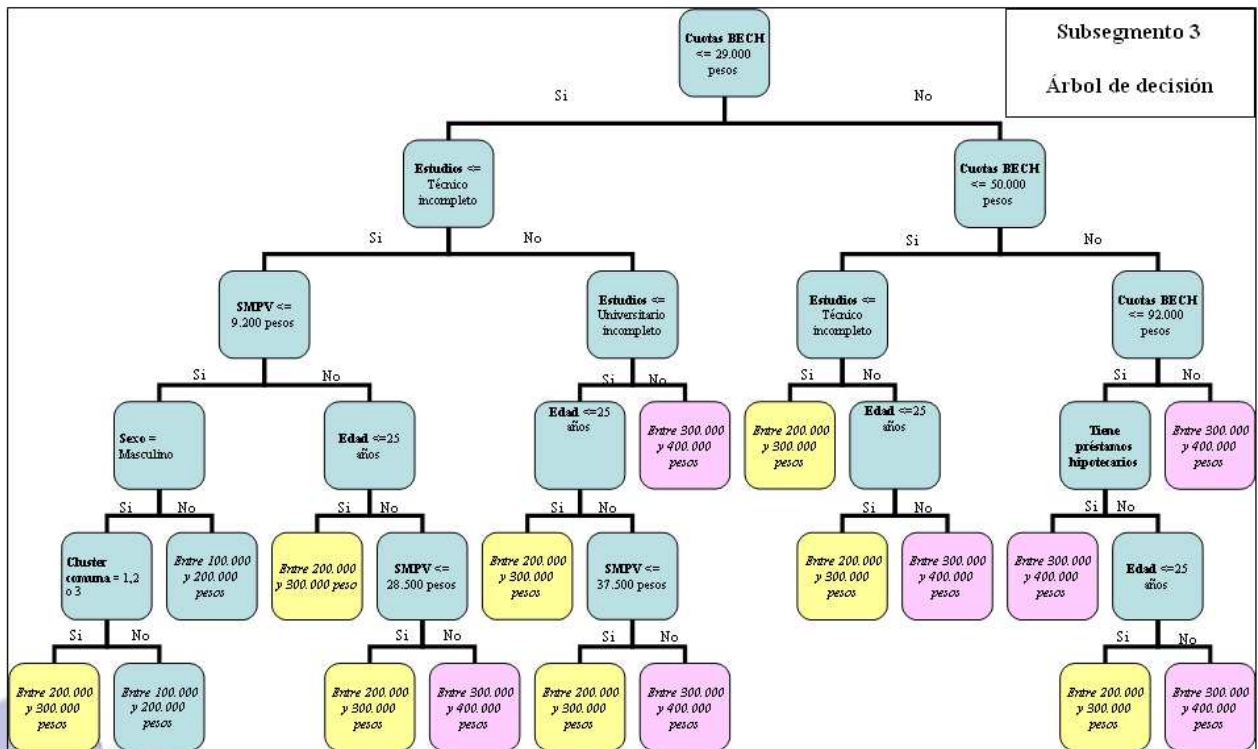 Subsegmento 3
Árbol de decisión
Cuotas BECH
<= 29.000
pesos
Si
No
Estudios <=
Técnico
incompleto
Cuotas BECH
<= 50.000
pesos
Si
No
Si
No
SMPV <=
9.200 pesos
Estudios <=
Universitario
incompleto
Estudios <=
Técnico
incompleto
Cuotas BECH
<= 92.000
pesos
Si
No
Si
No
Si
No
Si
No
Sexo =
Masculino
Edad <=25
años
Edad <=25
años
Entre 300.000
y 400.000
pesos
Entre 200.000
y 300.000
pesos
Edad <=25
años
Tiene
préstamos
hipotecarios
Entre 300.000
y 400.000
pesos
Si
No
Si
No
Si
No
Si
No
Si
No
Cluster
comuna = 1,2
o 3
Entre 100.000
y 200.000
pesos
Entre 200.000
y 300.000 peso
SMPV <=
28.500 pesos
Entre 200.000
y 300.000
pesos
SMPV <=
37.500 pesos
Entre 200.000
y 300.000
pesos
Entre 300.000
y 400.000
pesos
Entre 300.000
y 400.000
pesos
Edad <=25
años
Si
No
Si
No
Si
No
Si
No
Entre 200.000
y 300.000
pesos
Entre 100.000
y 200.000
pesos
Entre 200.000
y 300.000
pesos
Entre 300.000
y 400.000
pesos
Entre 200.000
y 300.000
pesos
Entre 300.000
y 400.000
pesos
Entre 200.000
y 300.000
pesos
Entre 300.000
y 400.000
pesos